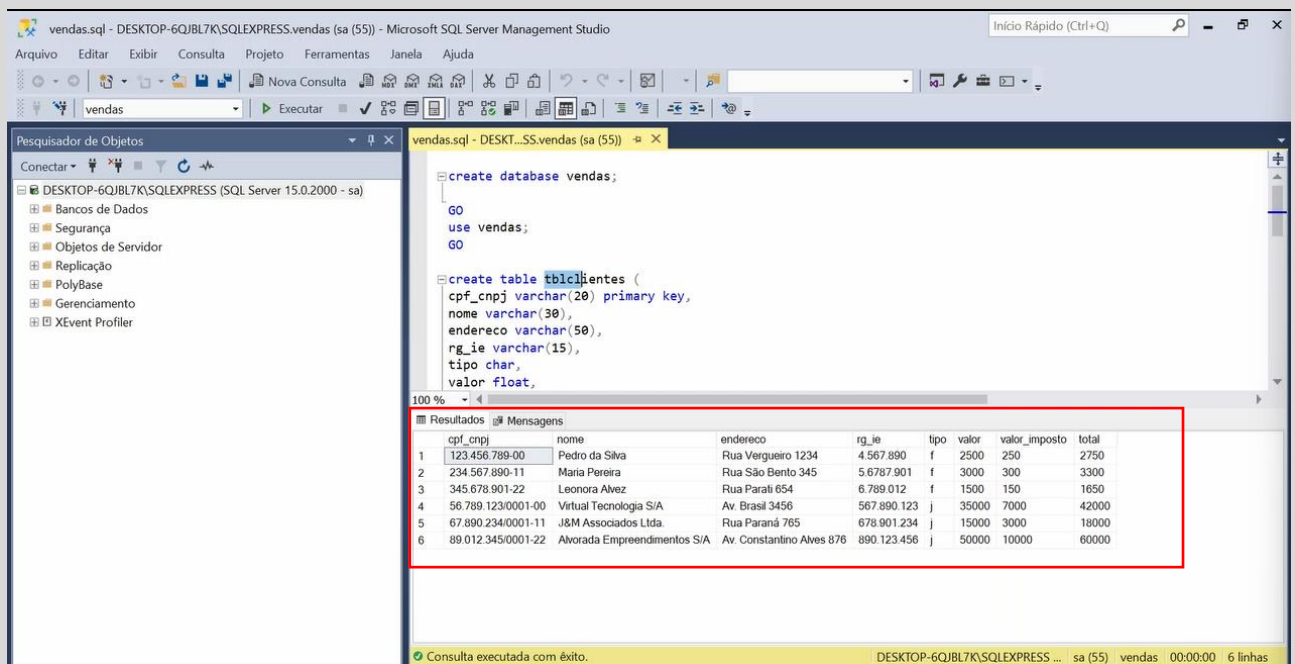 vendas.sql - DESKTOP-6QJBL7K\SQLEXPRESS.vendas (sa (55)) - Microsoft SQL Server Management Studio
Início Rápido (Ctrl+Q)
Arquivo Editar Exibir Consulta Projeto Ferramentas Janela Ajuda
Nova Consulta
vendas Executar
Pesquisador de Objetos
Conectar
DESKTOP-6QJBL7K\SQLEXPRESS (SQL Server 15.0.2000 - sa)
Bancos de Dados
Segurança
Objetos de Servidor
Replicação
PolyBase
Gerenciamento
XEvent Profiler
vendas.sql - DESKT...SS.vendas (sa (55))
create database vendas;
GO
use vendas;
GO
create table tblclientes (
cpf_cnpj varchar(20) primary key,
nome varchar(30),
endereco varchar(50),
rg_ie varchar(15),
tipo char,
valor float,
100 %
Resultados Mensagens
cpf_cnpj nome endereco rg_ie tipo valor valor_imposto total
1 123.456.789-00 Pedro da Silva Rua Vergueiro 1234 4.567.890 f 2500 250 2750
2 234.567.890-11 Maria Pereira Rua São Bento 345 5.6787.901 f 3000 300 3300
3 345.678.901-22 Leonora Alvez Rua Parati 654 6.789.012 f 1500 150 1650
4 56.789.123/0001-00 Virtual Tecnologia S/A Av. Brasil 3456 567.890.123 j 35000 7000 42000
5 67.890.234/0001-11 J&M Associados Ltda. Rua Paraná 765 678.901.234 j 15000 3000 18000
6 89.012.345/0001-22 Alvorada Empreendimentos S/A Av. Constantino Alves 876 890.123.456 j 50000 10000 60000
Consulta executada com êxito.
DESKTOP-6QJBL7K\SQLEXPRESS ... sa (55) vendas 00:00:00 6 linhas